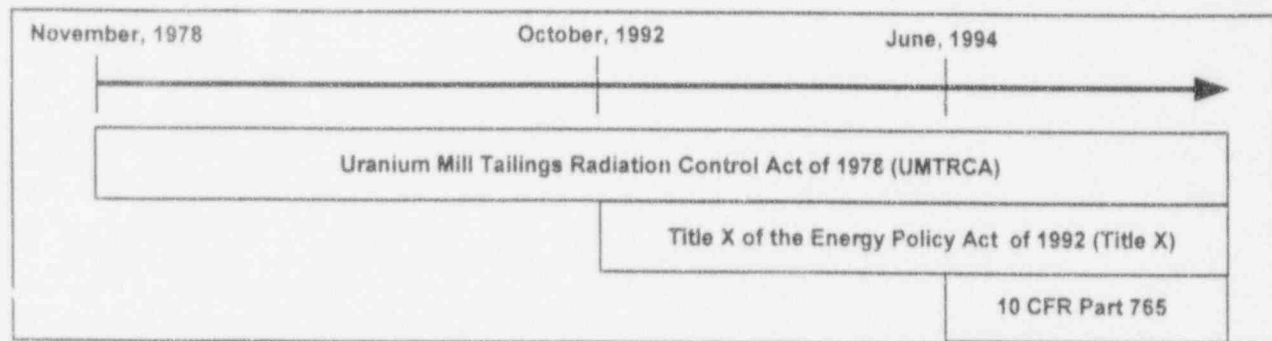 November, 1978
October, 1992
June, 1994
Uranium Mill Tailings Radiation Control Act of 1978 (UMTRCA)
Title X of the Energy Policy Act of 1992 (Title X)
10 CFR Part 765